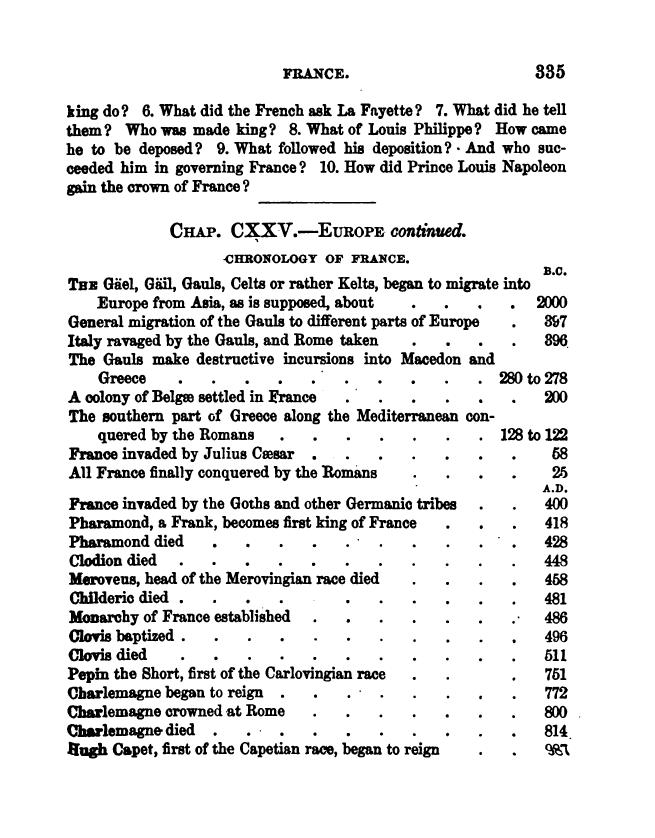 FRANCE. 335
king do? 6. What did the French ask La Fayette? 7. What did he tell
them? Who was made king? 8. What of Louis Philippe? How came
he to be deposed? 9. What followed his deposition? And who suc-
ceeded him in governing France? 10. How did Prince Louis Napoleon
gain the crown of France?
CHAP. CXXV.—EUROPE continued.
CHRONOLOGY OF FRANCE.
B.C.
THE Gäel, Gäil, Gauls, Celts or rather Kelts, began to migrate into
Europe from Asia, as is supposed, about . . . . 2000
General migration of the Gauls to different parts of Europe . 397
Italy ravaged by the Gauls, and Rome taken . . . . 396
The Gauls make destructive incursions into Macedon and
Greece . . . . . . . . . . 280 to 278
A colony of Belgæ settled in France . . . . . . 200
The southern part of Greece along the Mediterranean con-
quered by the Romans . . . . . . . 128 to 122
France invaded by Julius Cæsar . . . . . . . 58
All France finally conquered by the Romans . . . . 25
A.D.
France invaded by the Goths and other Germanic tribes . . 400
Pharamond, a Frank, becomes first king of France . . . 418
Pharamond died . . . . . . . . . . 428
Clodion died . . . . . . . . . . . 448
Meroveus, head of the Merovingian race died . . . . 458
Childeric died . . . . . . . . . . 481
Monarchy of France established . . . . . . . 486
Clovis baptized . . . . . . . . . . . 496
Clovis died . . . . . . . . . . . 511
Pepin the Short, first of the Carlovingian race . . . 751
Charlemagne began to reign . . . . . . . . 772
Charlemagne crowned at Rome . . . . . . . 800
Charlemagne died . . . . . . . . . . 814
Hugh Capet, first of the Capetian race, began to reign . . 987